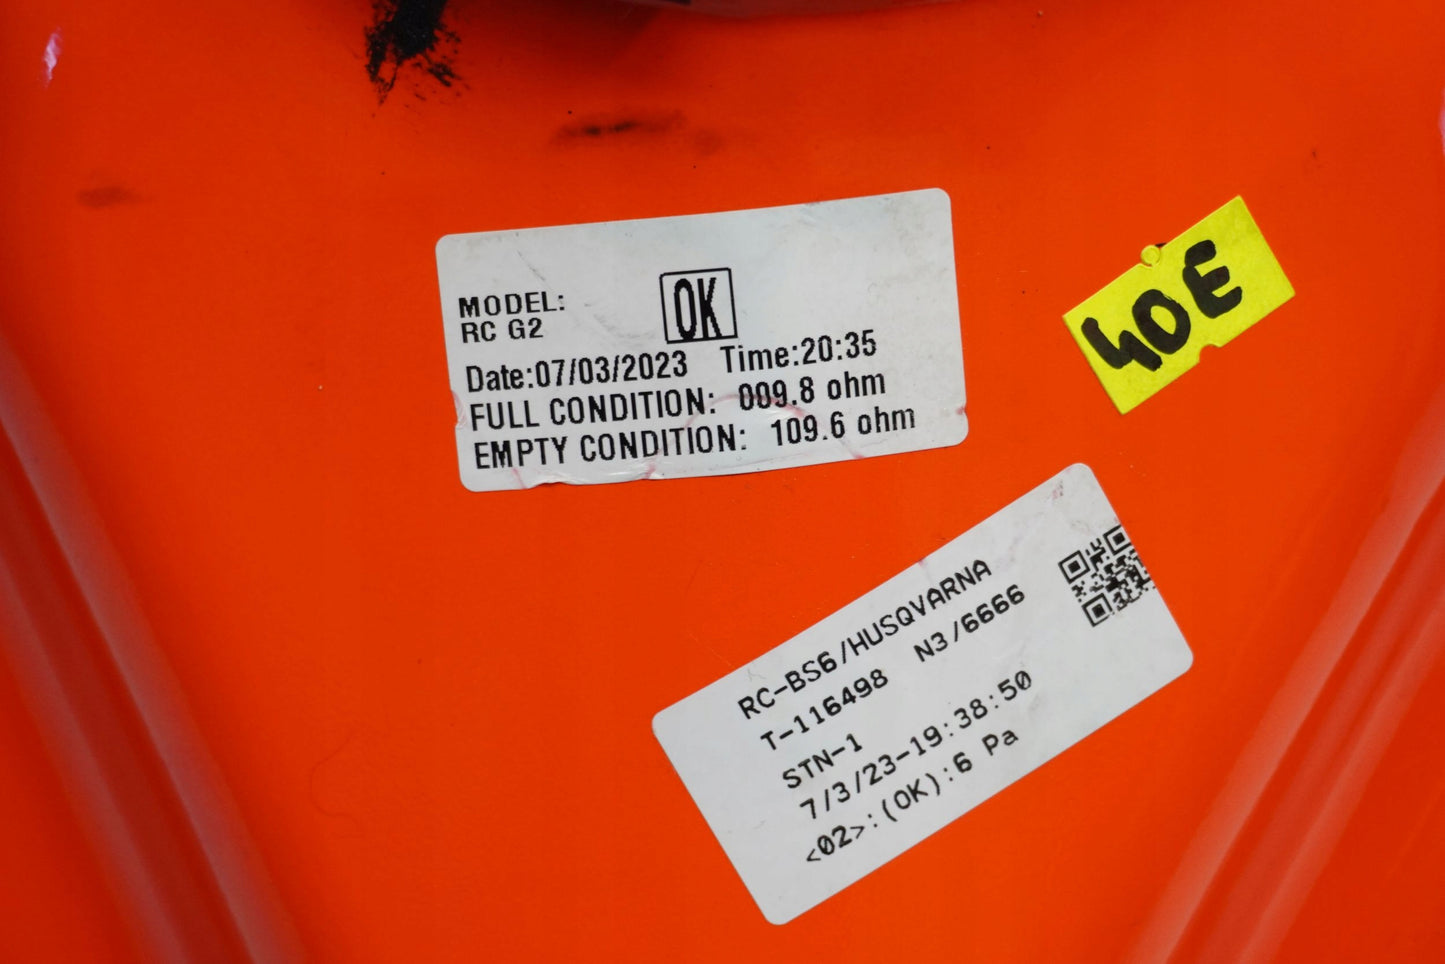 MODEL:
RC G2
OK
Date:07/03/2023 Time:20:35
FULL CONDITION: 009.8 ohm
EMPTY CONDITION: 109.6 ohm
40E
RC-BS6/HUSQVARNA
T-116498 N3/6666
STN-1
7/3/23-19:38:50
<02>:(OK):6 Pa